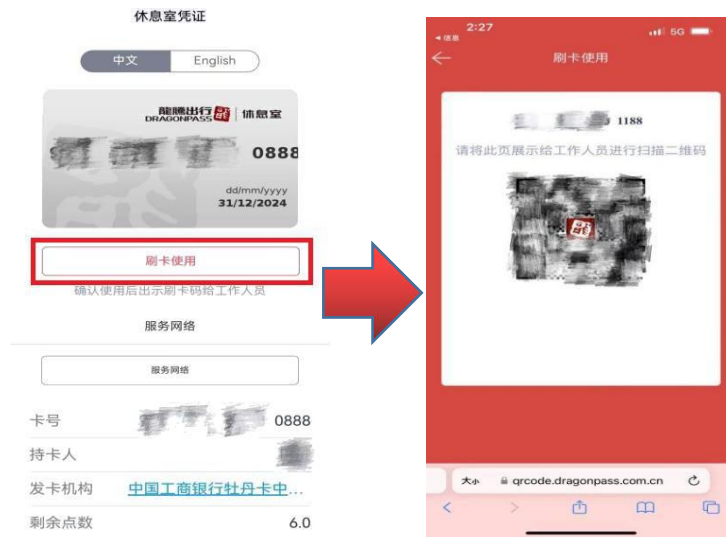 休息室凭证
中文 English
龍騰出行 休息室
DRAGONPASS
0888
dd/mm/yyyy
31/12/2024
刷卡使用
确认使用后出示刷卡码给工作人员
服务网络
服务网络
卡号 0888
持卡人
发卡机构 中国工商银行牡丹卡中...
剩余点数 6.0
2:27 5G
信息
刷卡使用
1188
请将此页展示给工作人员进行扫描二维码
大小 qrcode.dragonpass.com.cn